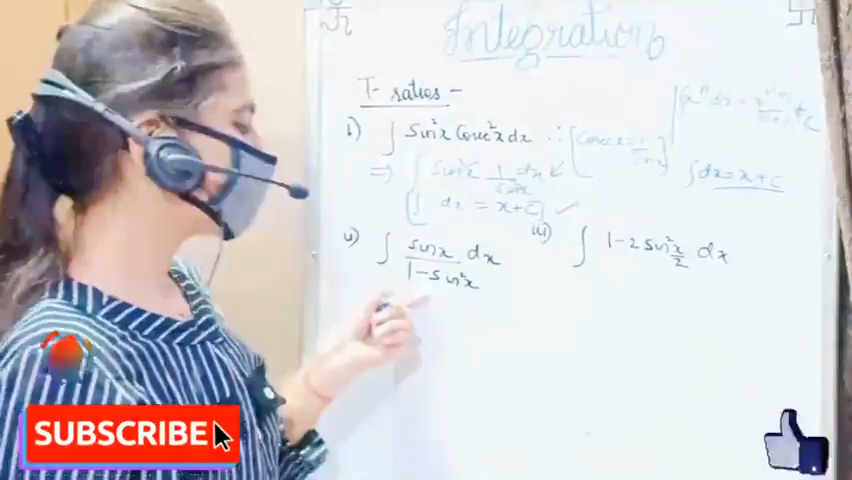 Integration
T- ratios -
i) ∫ Sin²x Cosec²x dx ∵ [Cosec x = 1/Sin x]
∫xⁿ dx = xⁿ⁺¹/n+1 + C
⇒ ∫ Sin²x 1/Sin²x dx
∫dx = x + C
∫ dx = x + C ✓
ii) ∫ sin x / 1 - sin²x dx
iii) ∫ 1 - 2 sin² x/2 dx
SUBSCRIBE